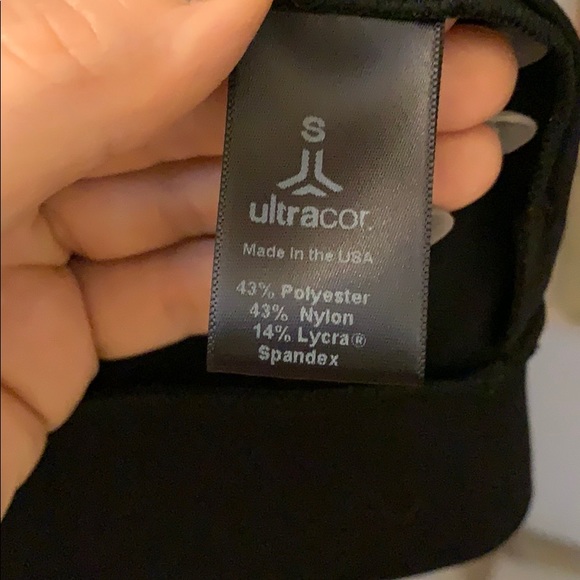 S
ultracor.
Made in the USA
43% Polyester
43% Nylon
14% Lycra®
Spandex